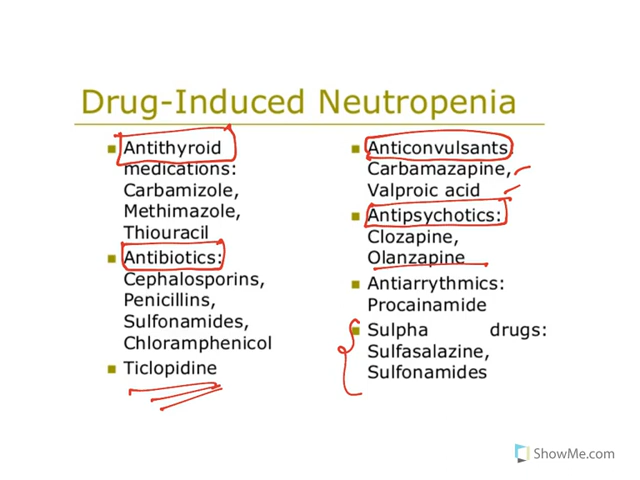 Drug-Induced Neutropenia
Antithyroid
medications:
Carbamizole,
Methimazole,
Thiouracil
Antibiotics:
Cephalosporins,
Penicillins,
Sulfonamides,
Chloramphenicol
Ticlopidine
Anticonvulsants:
Carbamazapine,
Valproic acid
Antipsychotics:
Clozapine,
Olanzapine
Antiarrythmics:
Procainamide
Sulpha drugs:
Sulfasalazine,
Sulfonamides
ShowMe.com